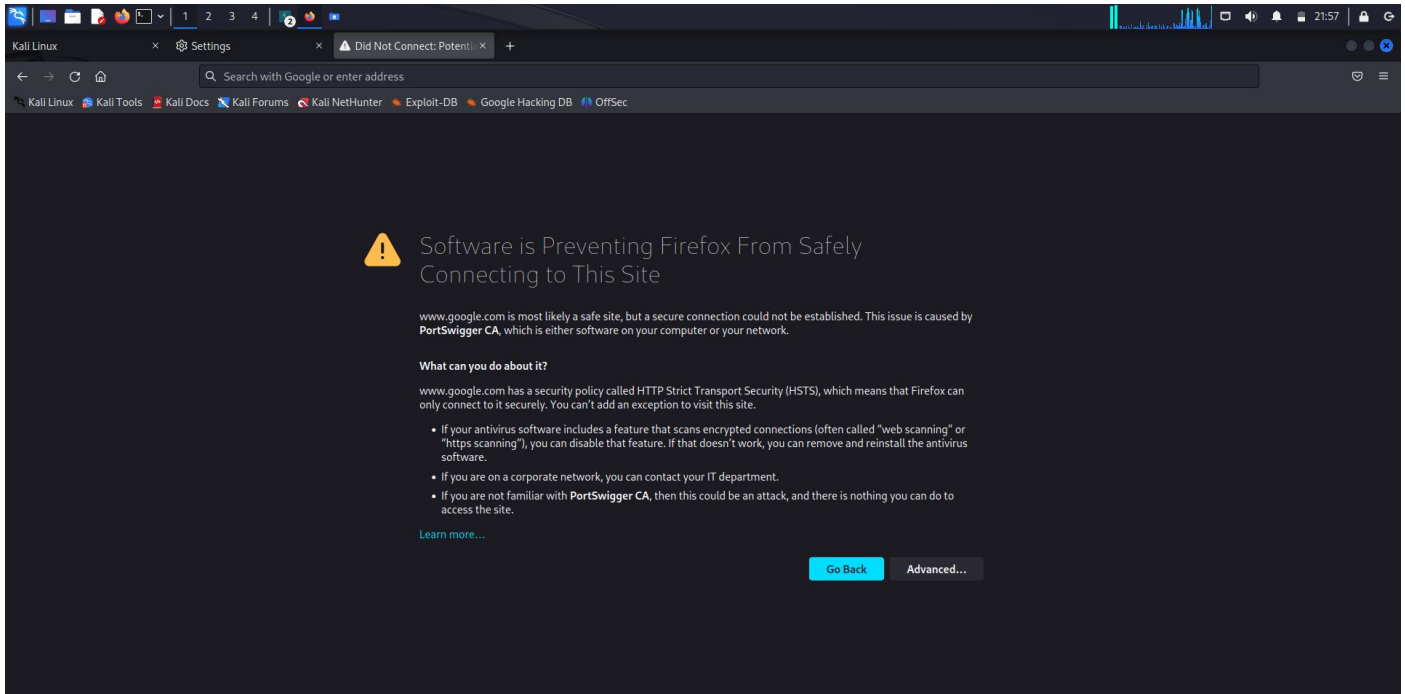 1 2 3 4 2 21:57
Kali Linux Settings Did Not Connect: Potenti
Search with Google or enter address
Kali Linux Kali Tools Kali Docs Kali Forums Kali NetHunter Exploit-DB Google Hacking DB OffSec
Software is Preventing Firefox From Safely
Connecting to This Site
www.google.com is most likely a safe site, but a secure connection could not be established. This issue is caused by
PortSwigger CA, which is either software on your computer or your network.
What can you do about it?
www.google.com has a security policy called HTTP Strict Transport Security (HSTS), which means that Firefox can
only connect to it securely. You can’t add an exception to visit this site.
• If your antivirus software includes a feature that scans encrypted connections (often called “web scanning” or
“https scanning”), you can disable that feature. If that doesn’t work, you can remove and reinstall the antivirus
software.
• If you are on a corporate network, you can contact your IT department.
• If you are not familiar with PortSwigger CA, then this could be an attack, and there is nothing you can do to
access the site.
Learn more…
Go Back Advanced…